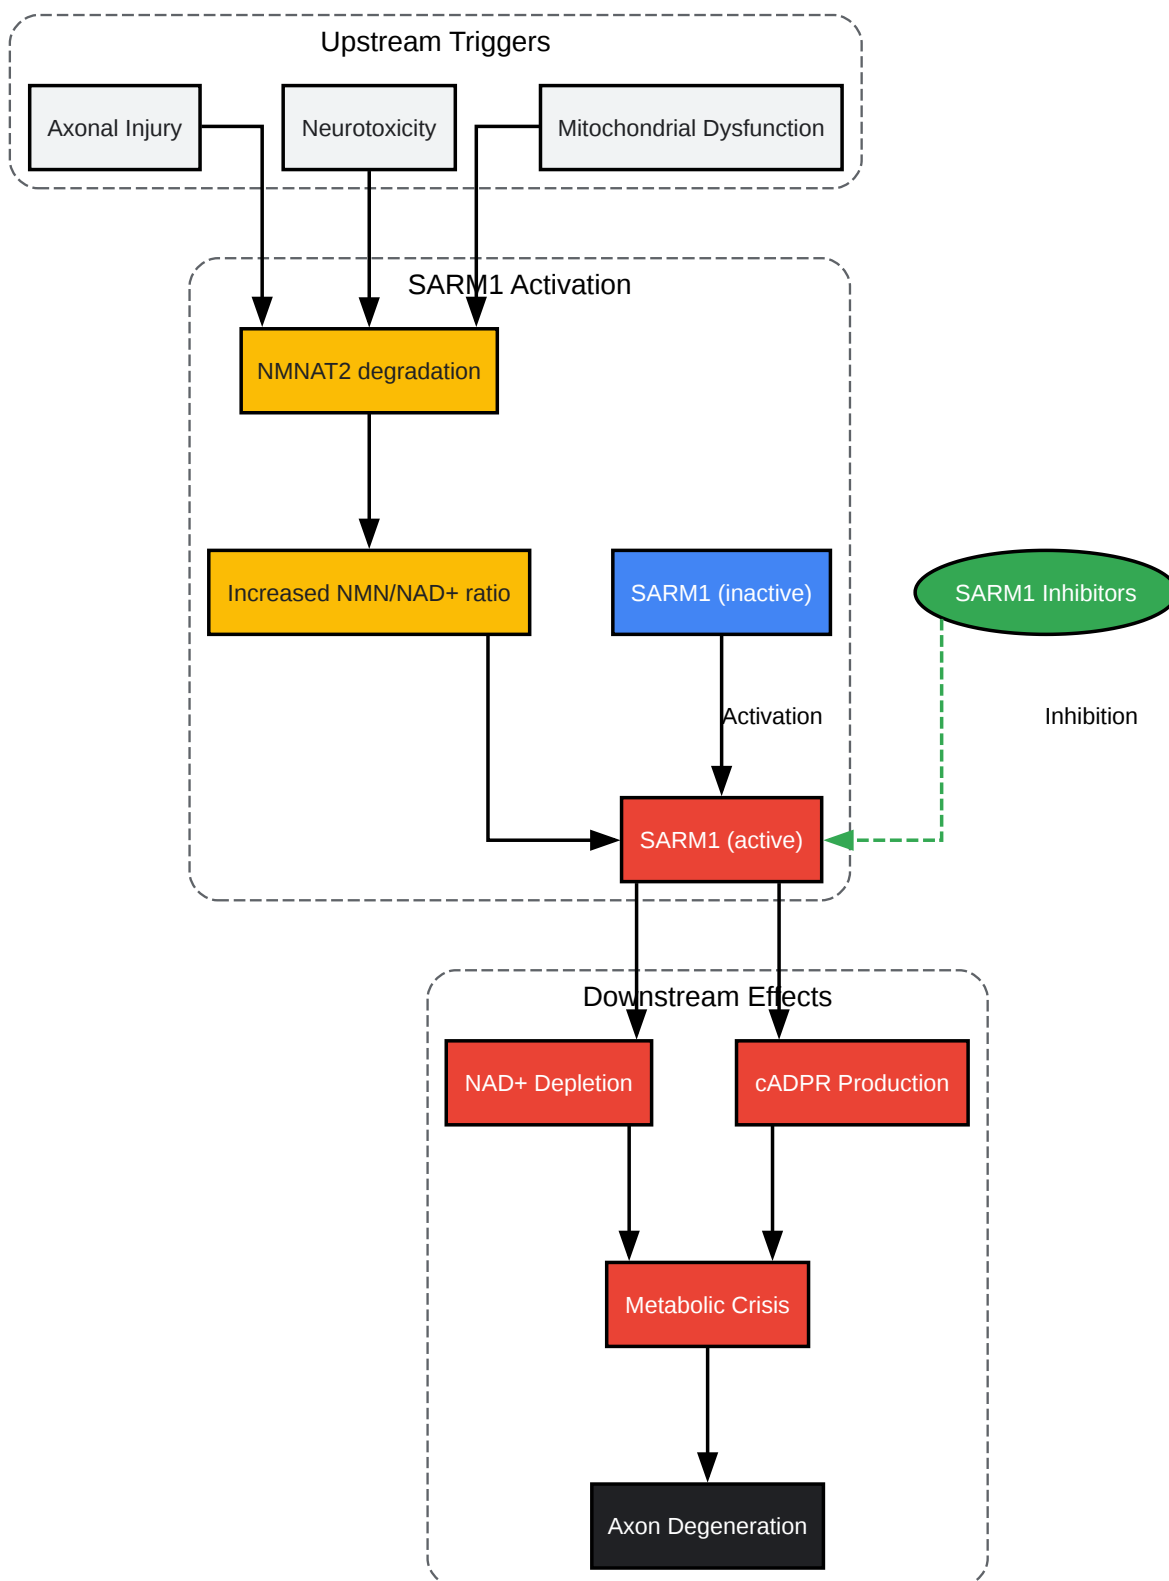 Upstream Triggers
Axonal Injury
Neurotoxicity
Mitochondrial Dysfunction
SARM1 Activation
NMNAT2 degradation
Increased NMN/NAD+ ratio
SARM1 (inactive)
SARM1 Inhibitors
Activation
Inhibition
SARM1 (active)
Downstream Effects
NAD+ Depletion
cADPR Production
Metabolic Crisis
Axon Degeneration